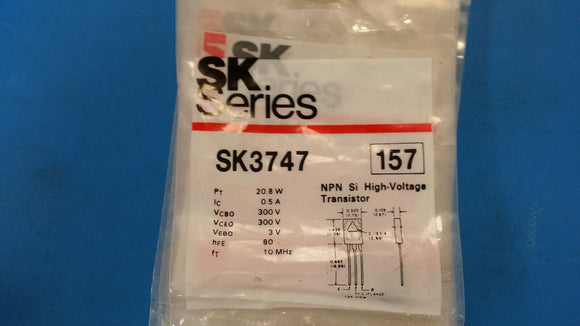 SK
SK
Series
SK3747
157
PT 20.8 W
IC 0.5 A
VCBO 300 V
VCEO 300 V
VEBO 3 V
hFE 80
fT 10 MHz
NPN Si High-Voltage
Transistor